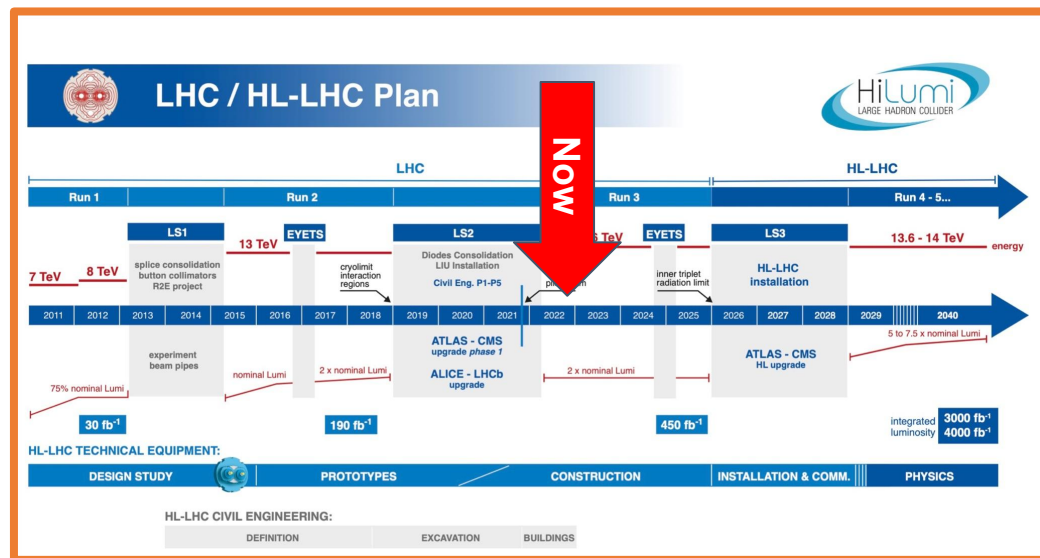 LHC / HL-LHC Plan
HiLumi
LARGE HADRON COLLIDER
Now
LHC
HL-LHC
Run 1
Run 2
Run 3
Run 4 - 5...
LS1
EYETS
LS2
EYETS
LS3
13 TeV
TeV
13.6 - 14 TeV
energy
7 TeV
8 TeV
splice consolidation
button collimators
R2E project
cryolimit
interaction
regions
Diodes Consolidation
LIU Installation
Civil Eng. P1-P5
inner triplet
radiation limit
HL-LHC
installation
2011 2012 2013 2014 2015 2016 2017 2018 2019 2020 2021 2022 2023 2024 2025 2026 2027 2028 2029 2040
5 to 7.5 x nominal Lumi
experiment
beam pipes
ATLAS - CMS
upgrade phase 1
ALICE - LHCb
upgrade
ATLAS - CMS
HL upgrade
75% nominal Lumi
nominal Lumi
2 x nominal Lumi
2 x nominal Lumi
30 fb-1
190 fb-1
450 fb-1
integrated
luminosity
3000 fb-1
4000 fb-1
HL-LHC TECHNICAL EQUIPMENT:
DESIGN STUDY
PROTOTYPES
CONSTRUCTION
INSTALLATION & COMM.
PHYSICS
HL-LHC CIVIL ENGINEERING:
DEFINITION
EXCAVATION
BUILDINGS